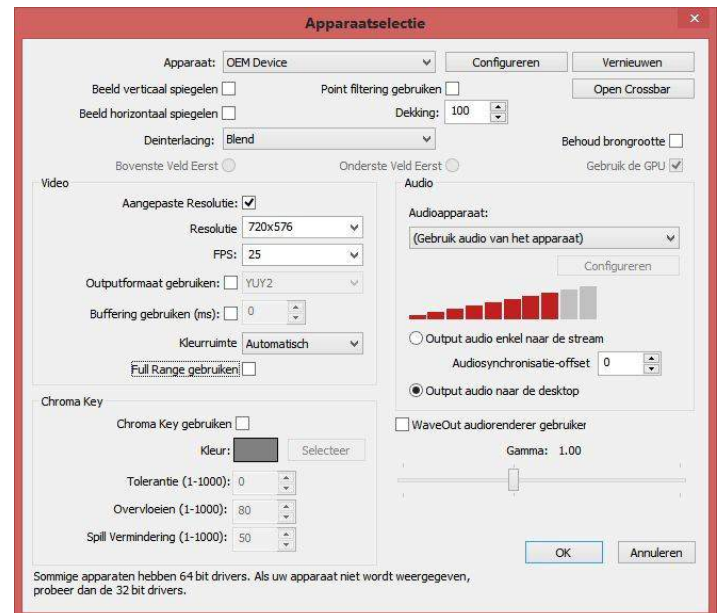 Apparaatselectie
Apparaat: OEM Device Configureren Vernieuwen
Beeld verticaal spiegelen Point filtering gebruiken Open Crossbar
Beeld horizontaal spiegelen Dekking: 100
Deinterlacing: Blend Behoud brongrootte
Bovenste Veld Eerst Onderste Veld Eerst Gebruik de GPU
Video
Aangepaste Resolutie:
Resolutie 720x576
FPS: 25
Outputformaat gebruiken: YUY2
Buffering gebruiken (ms): 0
Kleurruimte Automatisch
Full Range gebruiken
Audio
Audioapparaat:
(Gebruik audio van het apparaat)
Configureren
Output audio enkel naar de stream
Audiosynchronisatie-offset 0
Output audio naar de desktop
Chroma Key
Chroma Key gebruiken
Kleur: Selecteer
Tolerantie (1-1000): 0
Overvloeien (1-1000): 80
Spill Vermindering (1-1000): 50
WaveOut audiorenderer gebruiker
Gamma: 1.00
OK Annuleren
Sommige apparaten hebben 64 bit drivers. Als uw apparaat niet wordt weergegeven,
probeer dan de 32 bit drivers.